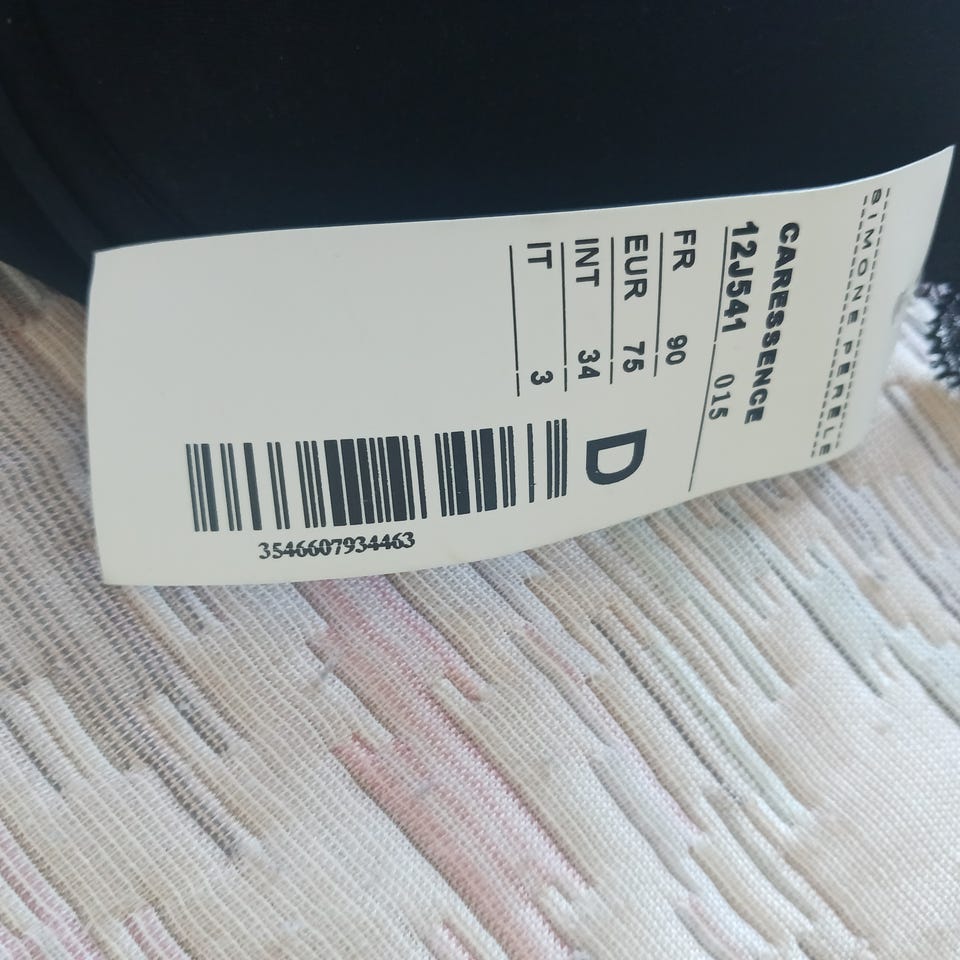 SIMONE PERELE
CARESSENCE
12J541 015
FR 90
EUR 75
INT 34
IT 3
D
3546607934463